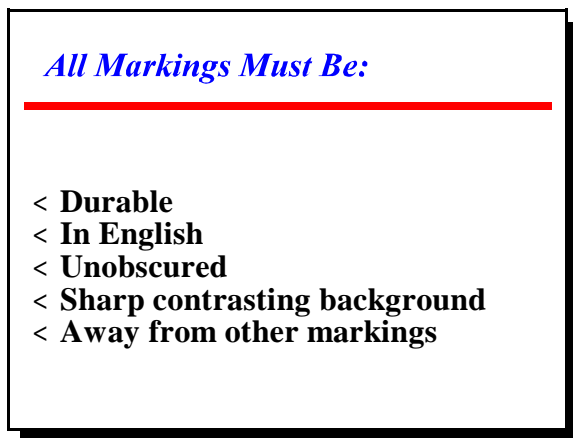 All Markings Must Be:
< Durable
< In English
< Unobscured
< Sharp contrasting background
< Away from other markings